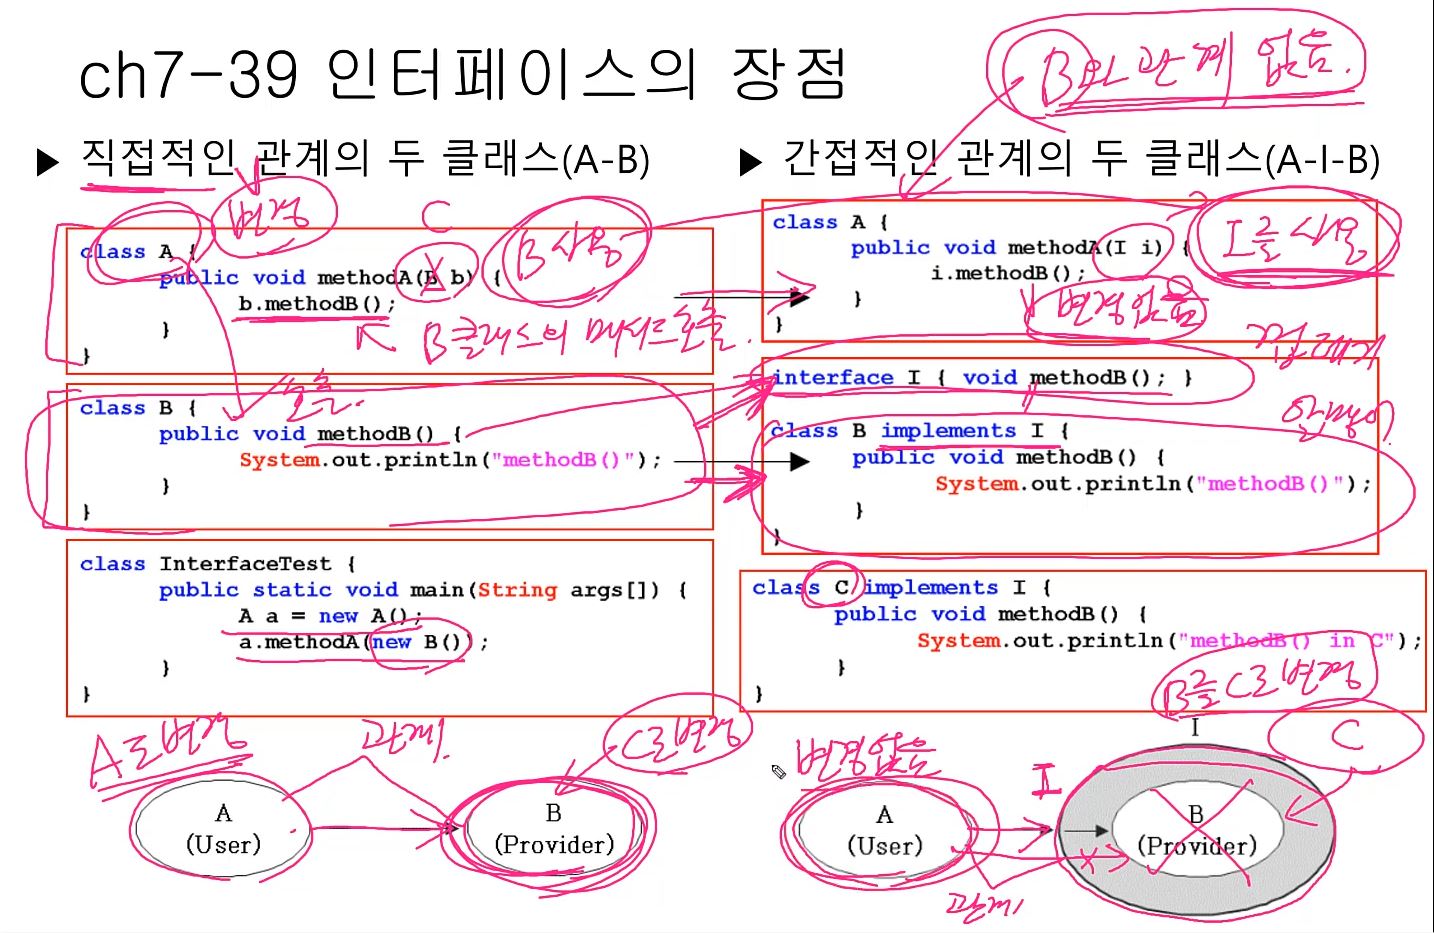 ch7-39 인터페이스의 장점
B와 관계 없음.
▶ 직접적인 관계의 두 클래스(A-B)
변경
C
B 사용
class A {
public void methodA(B b) {
b.methodB();
}
}
B클래스의 메서드 호출.
호출.
class B {
public void methodB() {
System.out.println("methodB()");
}
}
class InterfaceTest {
public static void main(String args[]) {
A a = new A();
a.methodA(new B());
}
}
A도 변경
관계!
C로 변경
A
(User)
B
(Provider)
▶ 간접적인 관계의 두 클래스(A-I-B)
class A {
public void methodA(I i) {
i.methodB();
}
}
I를 사용
변경없음
껍데기
interface I { void methodB(); }
알맹이
class B implements I {
public void methodB() {
System.out.println("methodB()");
}
}
class C implements I {
public void methodB() {
System.out.println("methodB() in C");
}
}
B를 C로 변경
I
C
변경없음
I
A
(User)
B
(Provider)
X
관계